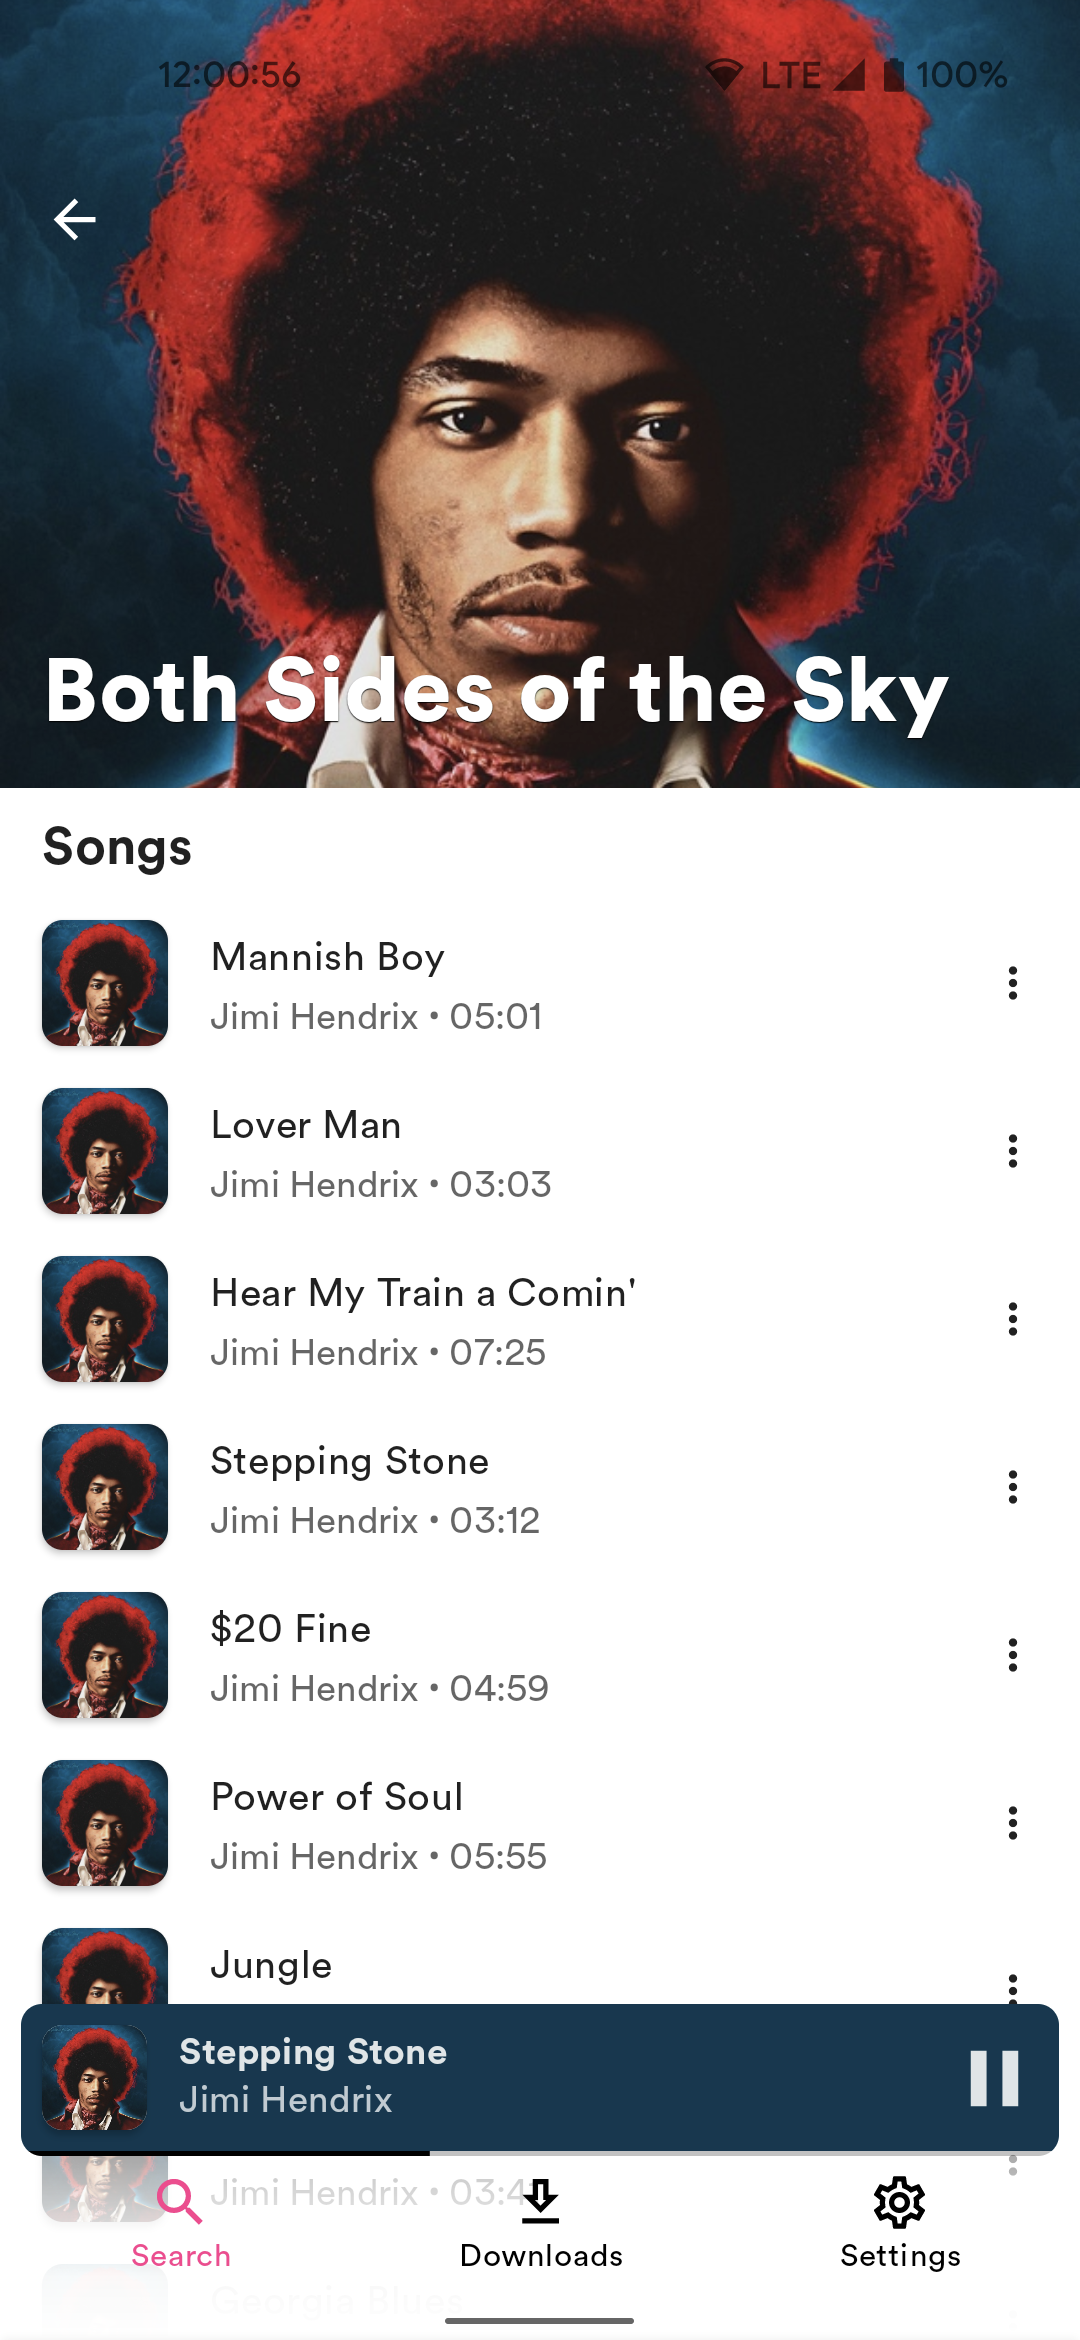 12:00:56 LTE 100%
Both Sides of the Sky
Songs
Mannish Boy
Jimi Hendrix • 05:01
Lover Man
Jimi Hendrix • 03:03
Hear My Train a Comin'
Jimi Hendrix • 07:25
Stepping Stone
Jimi Hendrix • 03:12
$20 Fine
Jimi Hendrix • 04:59
Power of Soul
Jimi Hendrix • 05:55
Jungle
Stepping Stone
Jimi Hendrix
Jimi Hendrix
Search Downloads Settings
Georgia Blues